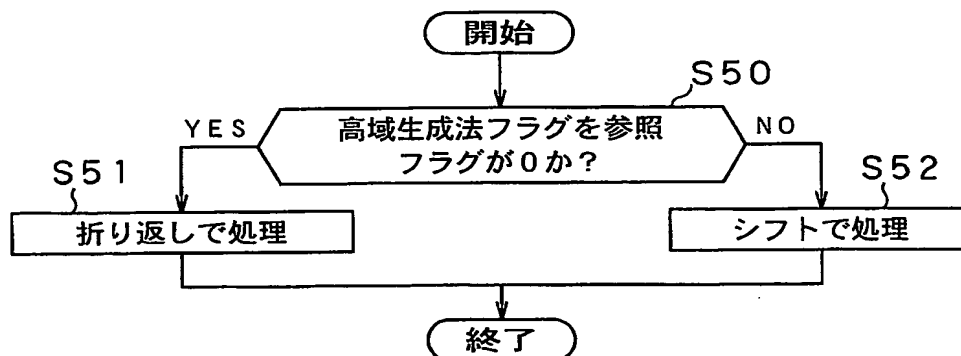 開始
S50
高域生成法フラグを参照
フラグが0か?
YES
NO
S51
折り返しで処理
S52
シフトで処理
終了